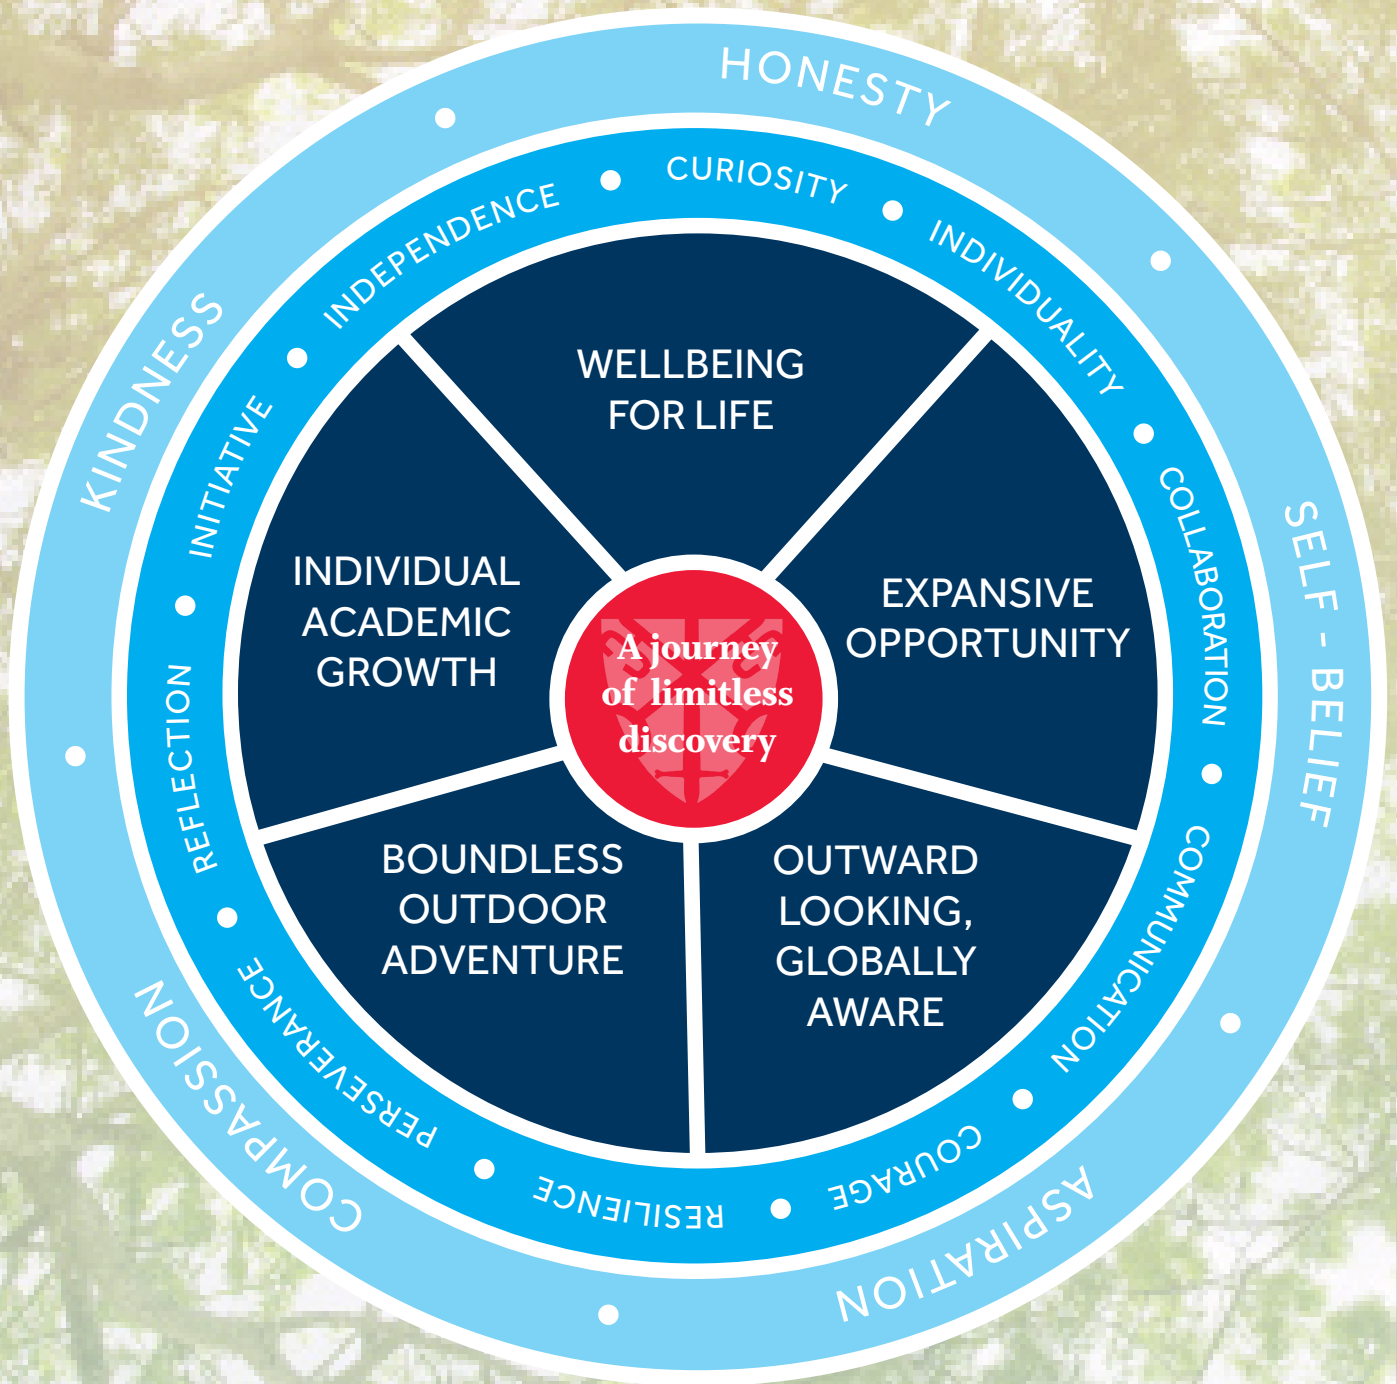 HONESTY
SELF - BELIEF
ASPIRATION
COMPASSION
KINDNESS
CURIOSITY
INDIVIDUALITY
COLLABORATION
COMMUNICATION
COURAGE
RESILIENCE
PERSEVERANCE
REFLECTION
INITIATIVE
INDEPENDENCE
WELLBEING
FOR LIFE
EXPANSIVE
OPPORTUNITY
OUTWARD
LOOKING,
GLOBALLY
AWARE
BOUNDLESS
OUTDOOR
ADVENTURE
INDIVIDUAL
ACADEMIC
GROWTH
A journey
of limitless
discovery